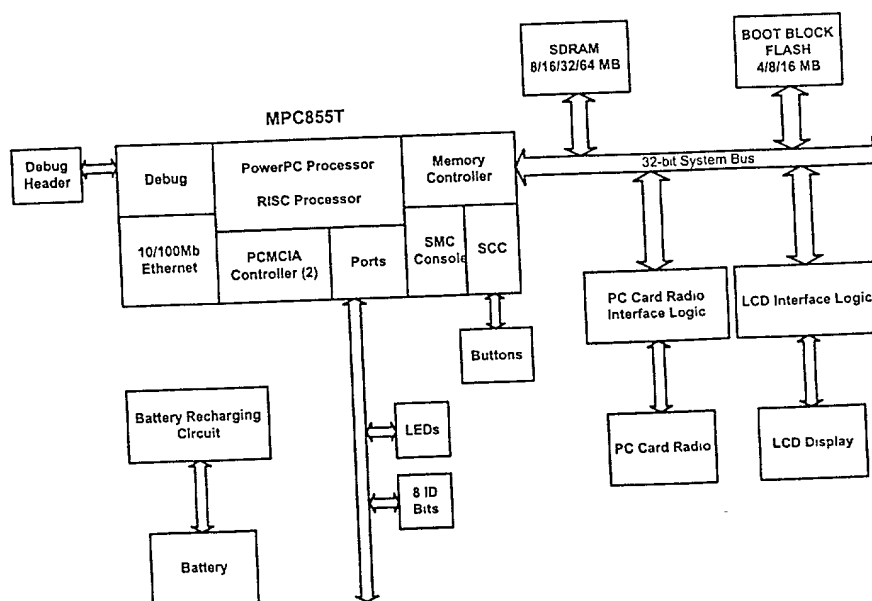 SDRAM
8/16/32/64 MB
BOOT BLOCK
FLASH
4/8/16 MB
MPC855T
Debug
Header
Debug
PowerPC Processor
RISC Processor
Memory
Controller
32-bit System Bus
10/100Mb
Ethernet
PCMCIA
Controller (2)
Ports
SMC
Console
SCC
PC Card Radio
Interface Logic
LCD Interface Logic
Buttons
Battery Recharging
Circuit
LEDs
PC Card Radio
LCD Display
8 ID
Bits
Battery